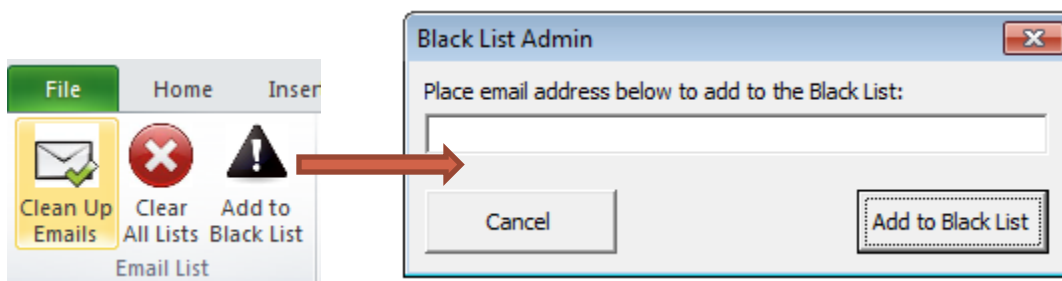 File Home Inser
Clean Up Emails
Clear All Lists
Add to Black List
Email List
Black List Admin
Place email address below to add to the Black List:
Cancel
Add to Black List